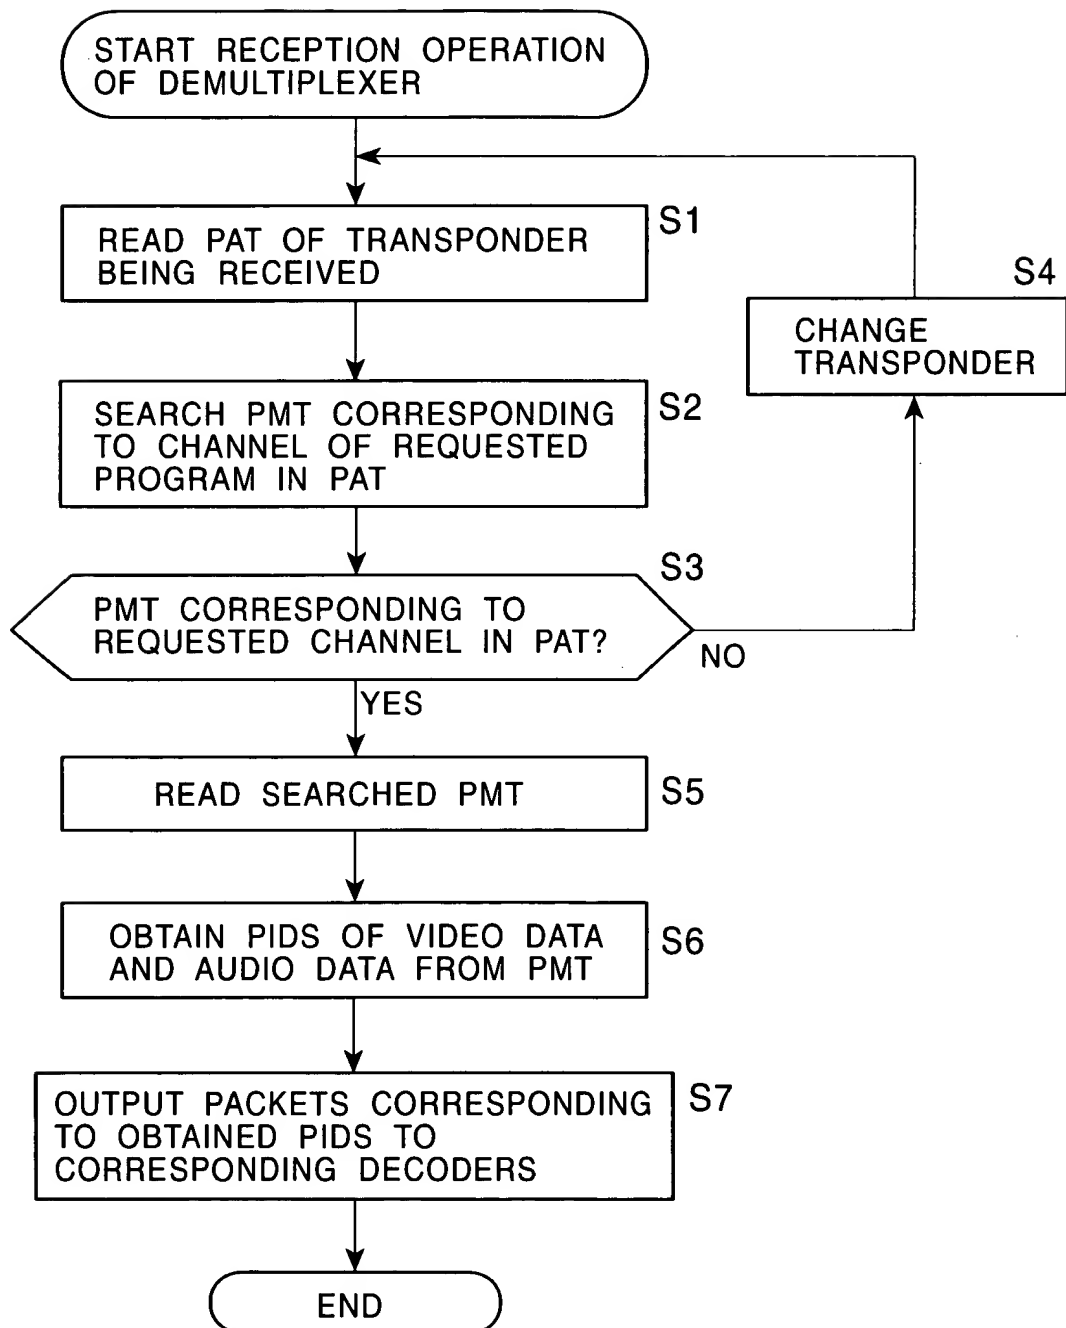 START RECEPTION OPERATION
OF DEMULTIPLEXER
S1
READ PAT OF TRANSPONDER
BEING RECEIVED
S4
CHANGE
TRANSPONDER
S2
SEARCH PMT CORRESPONDING
TO CHANNEL OF REQUESTED
PROGRAM IN PAT
S3
PMT CORRESPONDING TO
REQUESTED CHANNEL IN PAT?
NO
YES
READ SEARCHED PMT
S5
OBTAIN PIDS OF VIDEO DATA
AND AUDIO DATA FROM PMT
S6
OUTPUT PACKETS CORRESPONDING
TO OBTAINED PIDS TO
CORRESPONDING DECODERS
S7
END